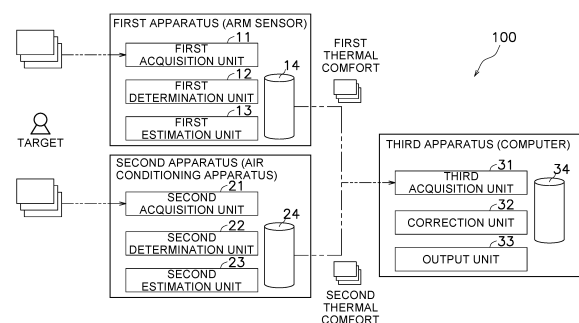 FIRST APPARATUS (ARM SENSOR)
11
FIRST
ACQUISITION UNIT
12
FIRST
DETERMINATION UNIT
13
FIRST
ESTIMATION UNIT
14
FIRST
THERMAL
COMFORT
100
TARGET
SECOND APPARATUS (AIR
CONDITIONING APPARATUS)
21
SECOND
ACQUISITION UNIT
22
SECOND
DETERMINATION UNIT
23
SECOND
ESTIMATION UNIT
24
SECOND
THERMAL
COMFORT
THIRD APPARATUS (COMPUTER)
31
THIRD
ACQUISITION UNIT
32
CORRECTION UNIT
33
OUTPUT UNIT
34